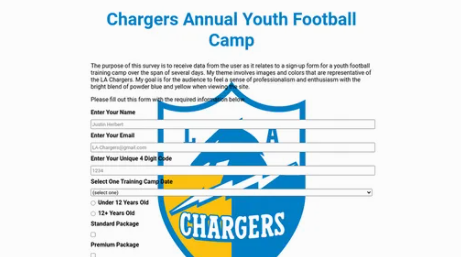 Chargers Annual Youth Football
Camp
The purpose of this survey is to receive data from the user as it relates to a sign-up form for a youth football
training camp over the span of several days. My theme involves images and colors that are representative of
the LA Chargers. My goal is for the audience to feel a sense of professionalism and enthusiasm with the
bright blend of powder blue and yellow when viewing the site.
Please fill out this form with the required information below
Enter Your Name
Justin Herbert
Enter Your Email
LA-Chargers@gmail.com
Enter Your Unique 4 Digit Code
1234
Select One Training Camp Date
(select one)
Under 12 Years Old
12+ Years Old
Standard Package
Premium Package
L A
CHARGERS